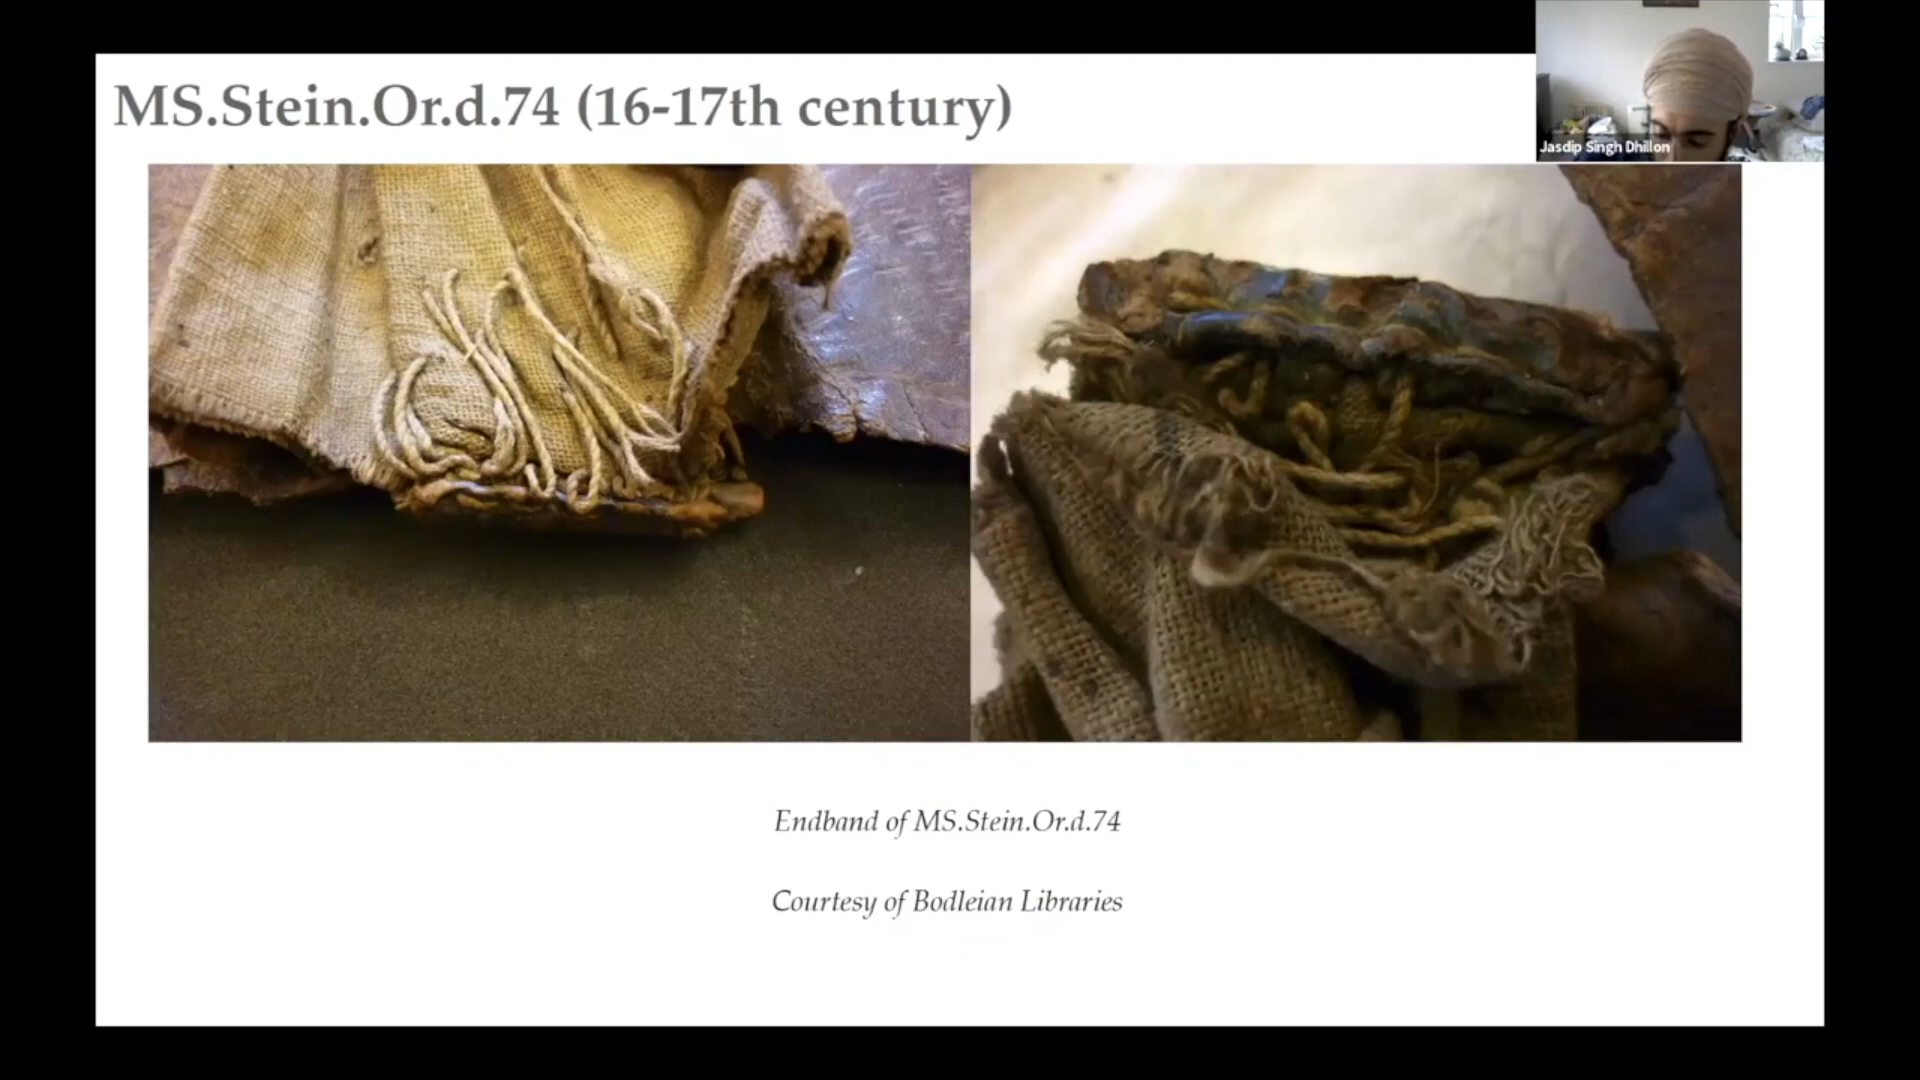 MS.Stein.Or.d.74 (16-17th century)
Jasdip Singh Dhillon
Endband of MS.Stein.Or.d.74
Courtesy of Bodleian Libraries